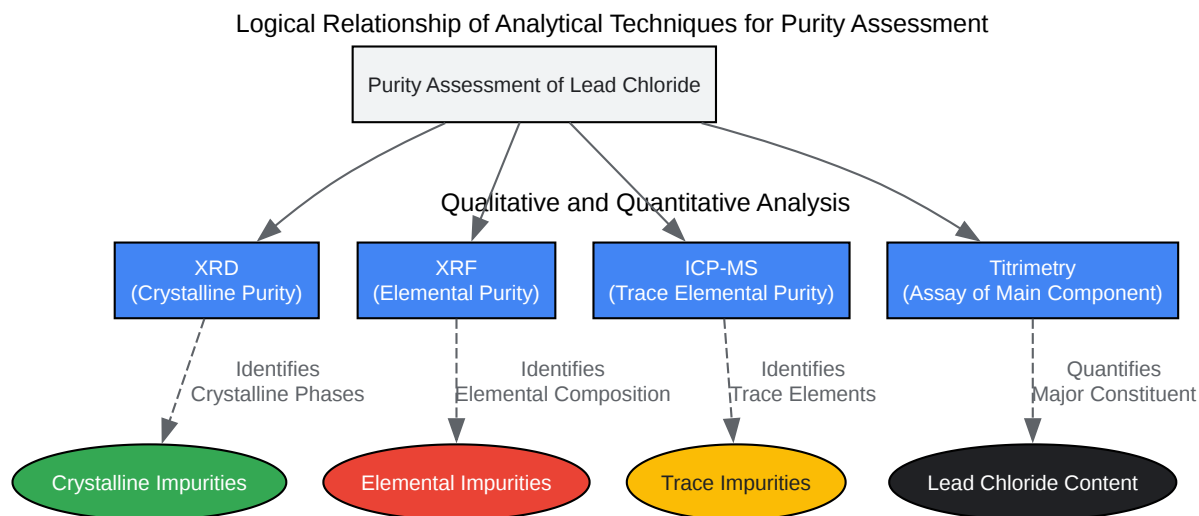 Logical Relationship of Analytical Techniques for Purity Assessment
Purity Assessment of Lead Chloride
Qualitative and Quantitative Analysis
XRD
(Crystalline Purity)
XRF
(Elemental Purity)
ICP-MS
(Trace Elemental Purity)
Titrimetry
(Assay of Main Component)
Identifies
Crystalline Phases
Identifies
Elemental Composition
Identifies
Trace Elements
Quantifies
Major Constituent
Crystalline Impurities
Elemental Impurities
Trace Impurities
Lead Chloride Content